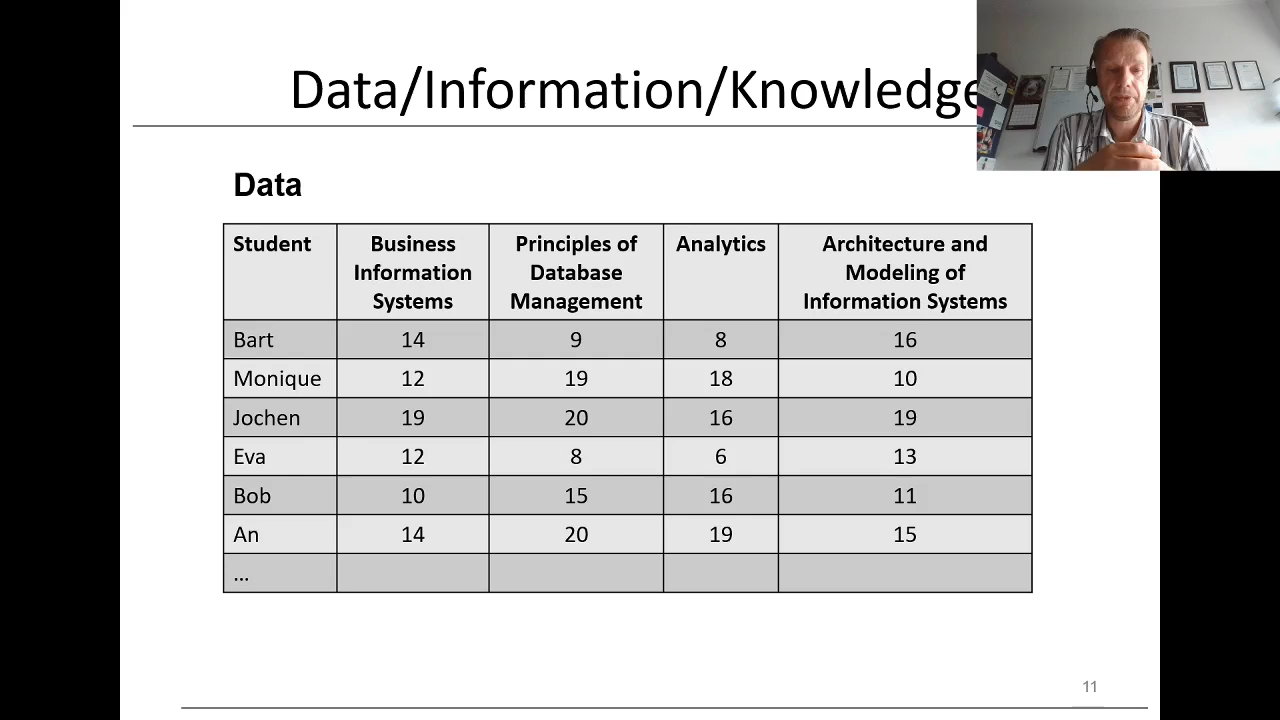 Data/Information/Knowledge
Data
Student Business Information Systems Principles of Database Management Analytics Architecture and Modeling of Information Systems
Bart 14 9 8 16
Monique 12 19 18 10
Jochen 19 20 16 19
Eva 12 8 6 13
Bob 10 15 16 11
An 14 20 19 15
...
11